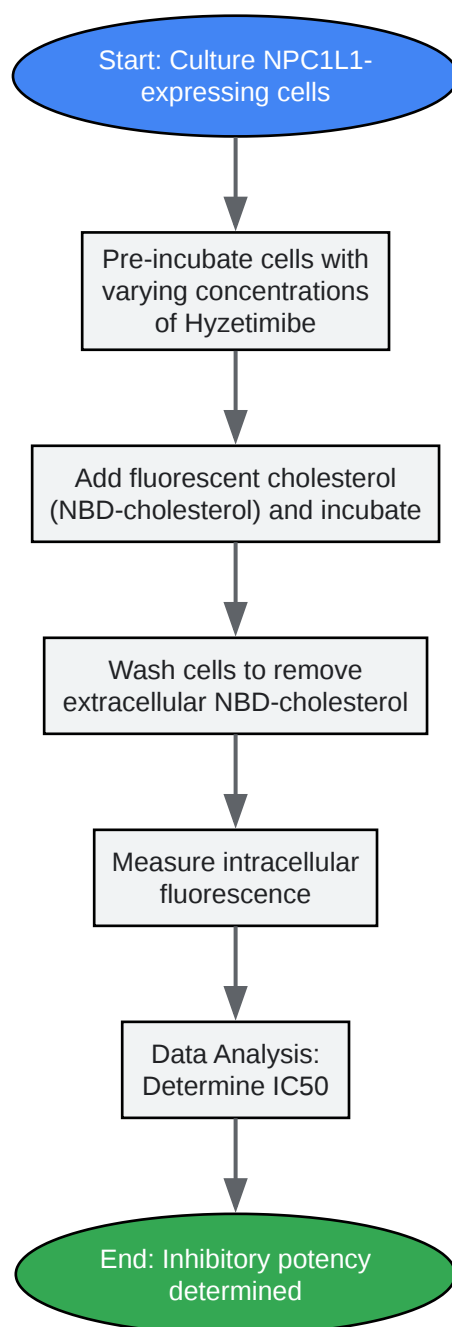 Start: Culture NPC1L1-
expressing cells
Pre-incubate cells with
varying concentrations
of Hyzetimibe
Add fluorescent cholesterol
(NBD-cholesterol) and incubate
Wash cells to remove
extracellular NBD-cholesterol
Measure intracellular
fluorescence
Data Analysis:
Determine IC50
End: Inhibitory potency
determined